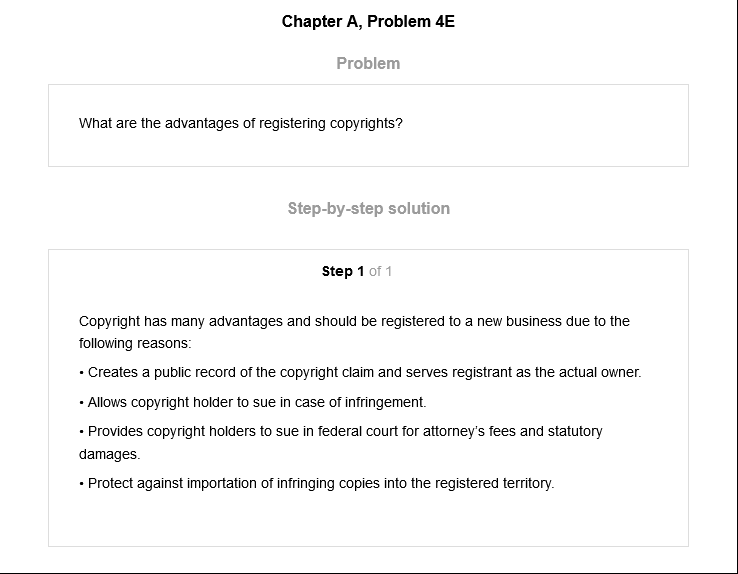 Chapter A, Problem 4E
Problem
What are the advantages of registering copyrights?
Step-by-step solution
Step 1 of 1
Copyright has many advantages and should be registered to a new business due to the
following reasons:
• Creates a public record of the copyright claim and serves registrant as the actual owner.
• Allows copyright holder to sue in case of infringement.
• Provides copyright holders to sue in federal court for attorney’s fees and statutory
damages.
• Protect against importation of infringing copies into the registered territory.